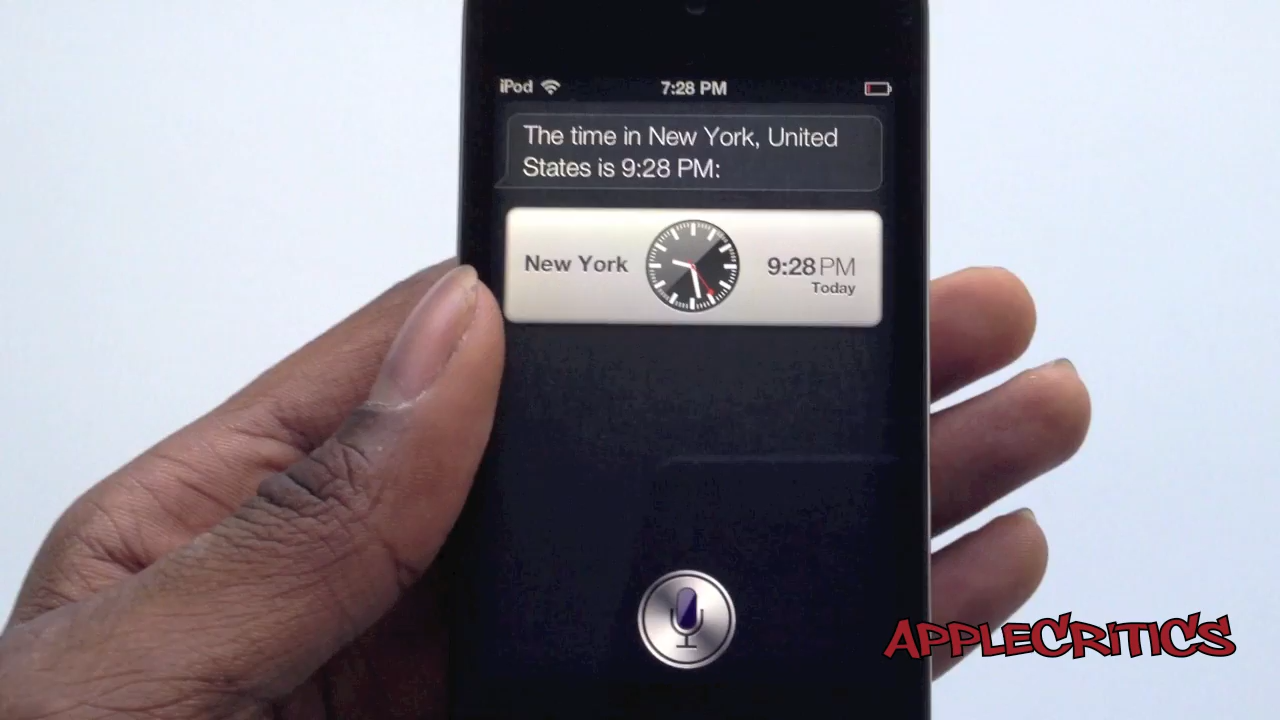 iPod 7:28 PM
The time in New York, United
States is 9:28 PM:
New York 9:28 PM
Today
APPLECRITICS